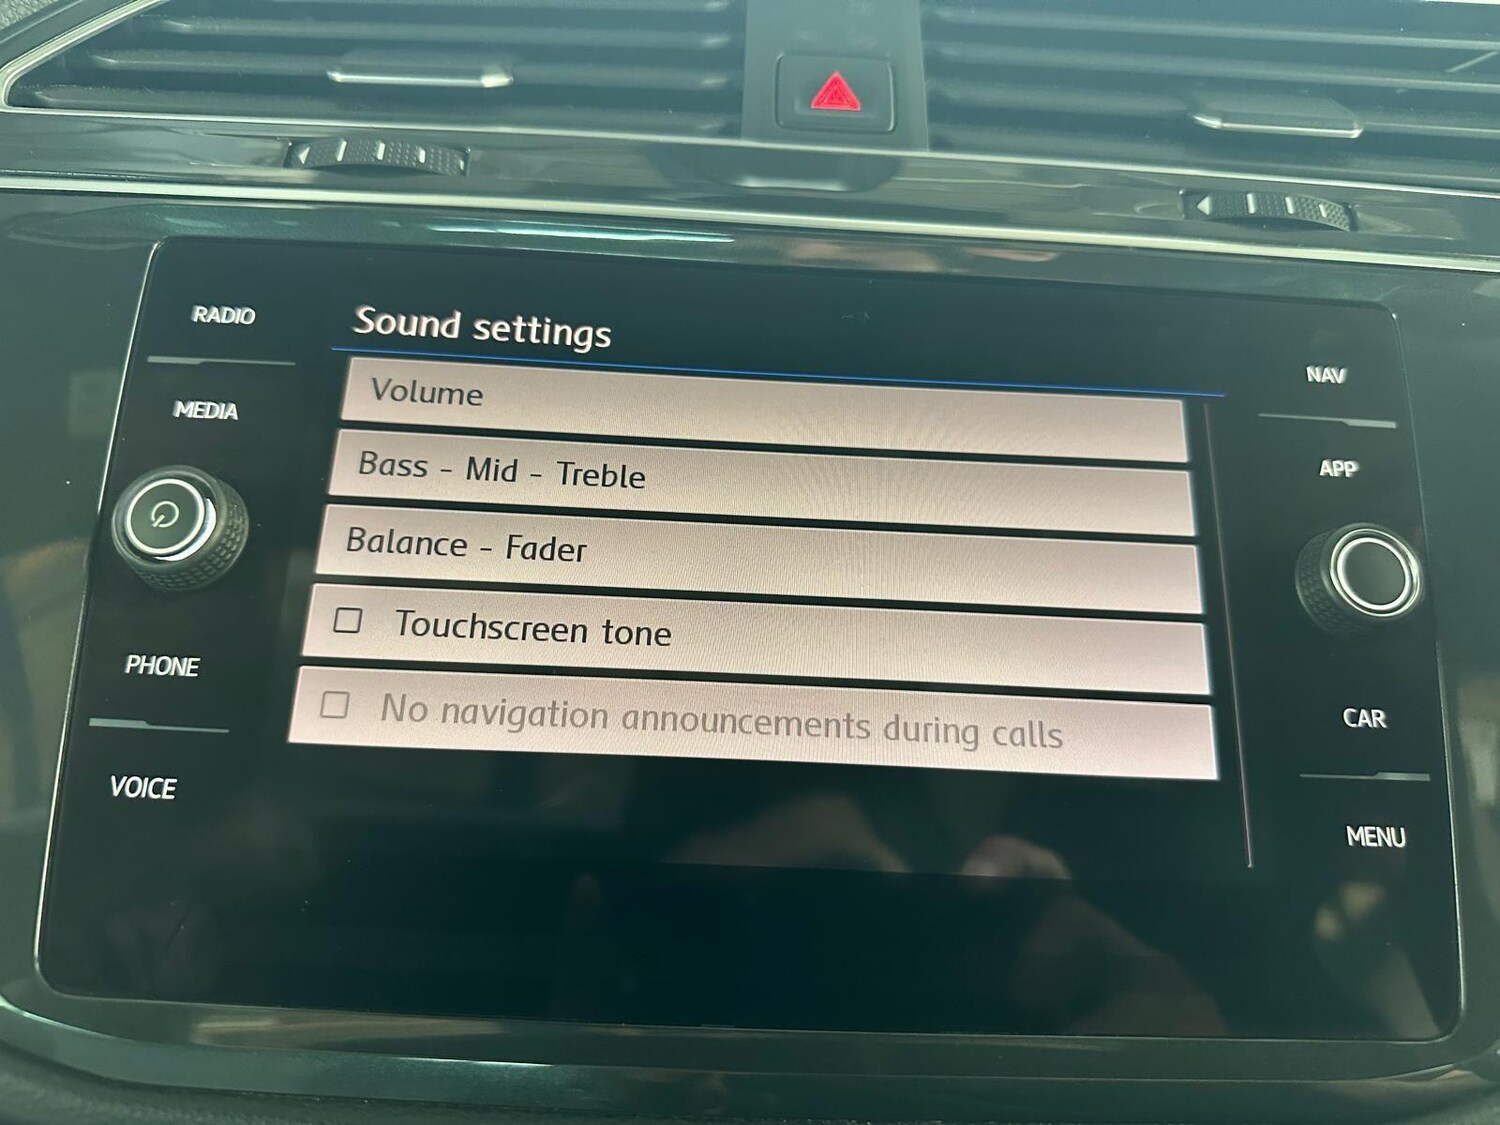 RADIO
MEDIA
PHONE
VOICE
Sound settings
Volume
Bass - Mid - Treble
Balance - Fader
Touchscreen tone
No navigation announcements during calls
NAV
APP
CAR
MENU